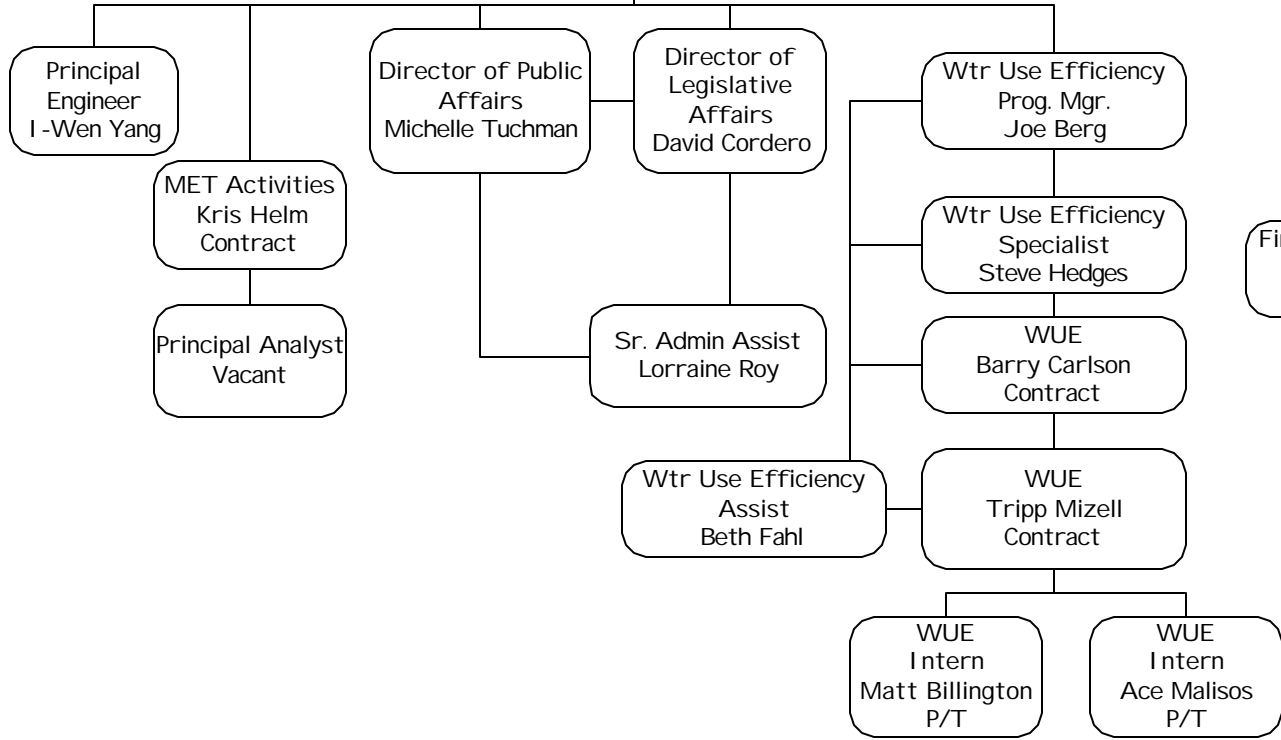 Principal
Engineer
I-Wen Yang
MET Activities
Kris Helm
Contract
Principal Analyst
Vacant
Director of Public
Affairs
Michelle Tuchman
Director of
Legislative
Affairs
David Cordero
Sr. Admin Assist
Lorraine Roy
Wtr Use Efficiency
Prog. Mgr.
Joe Berg
Wtr Use Efficiency
Specialist
Steve Hedges
WUE
Barry Carlson
Contract
Wtr Use Efficiency
Assist
Beth Fahl
WUE
Tripp Mizell
Contract
WUE
Intern
Matt Billington
P/T
WUE
Intern
Ace Malisos
P/T